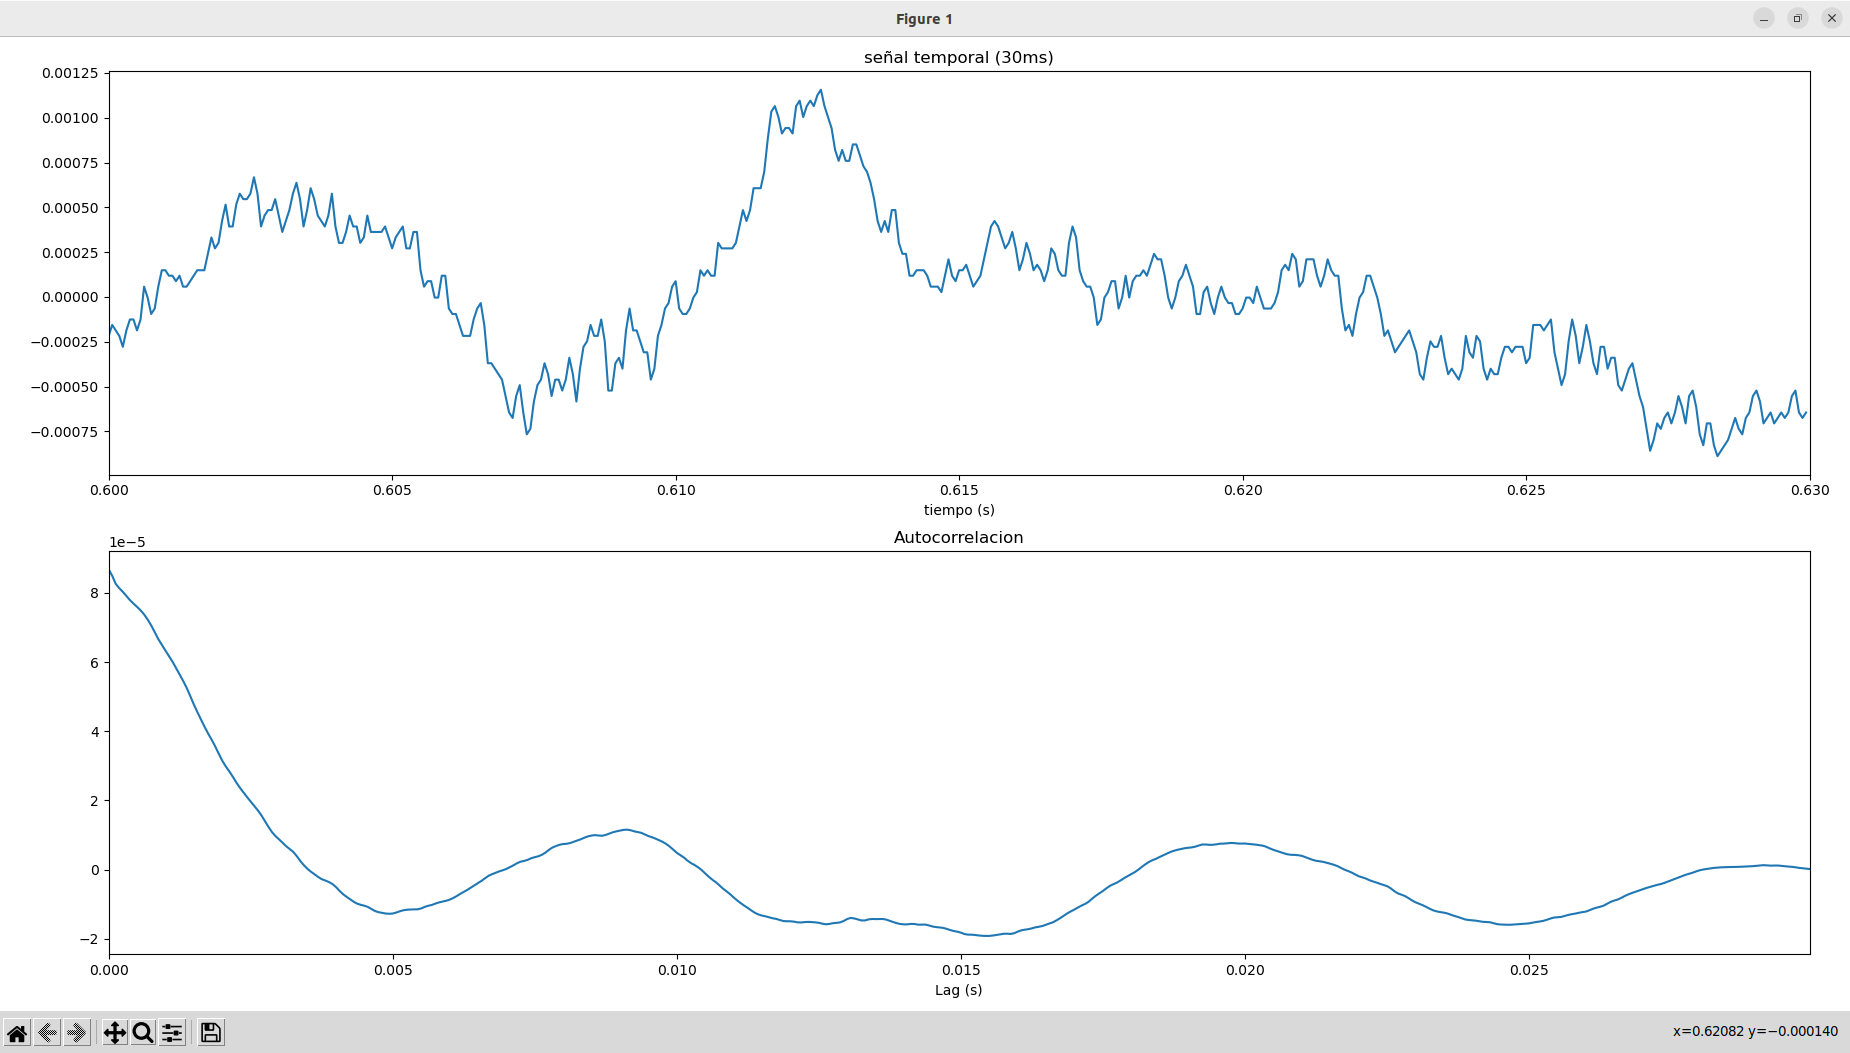 Figure 1
señal temporal (30ms)
0.00125
0.00100
0.00075
0.00050
0.00025
0.00000
−0.00025
−0.00050
−0.00075
0.600 0.605 0.610 0.615 0.620 0.625 0.630
tiempo (s)
Autocorrelacion
1e−5
8
6
4
2
0
−2
0.000 0.005 0.010 0.015 0.020 0.025
Lag (s)
x=0.62082 y=−0.000140